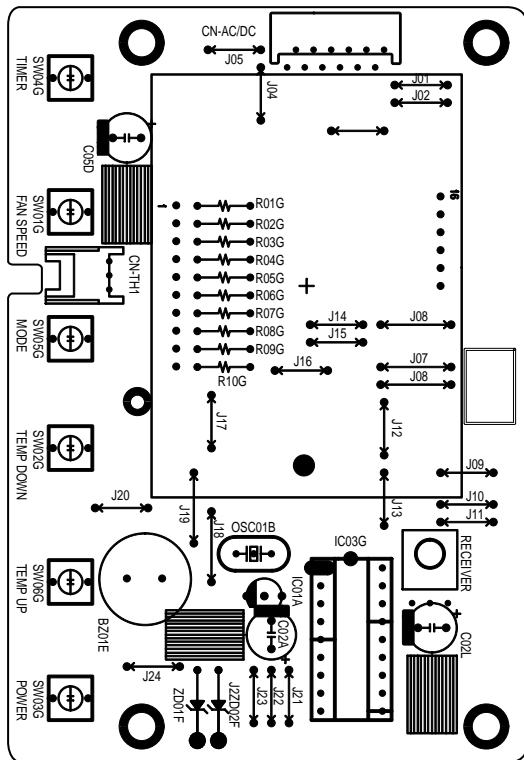 CN-AC/DC
J05
J04
J01
J02
SW04G
TIMER
C05D
+
1
16
R01G
R02G
R03G
R04G
R05G
R06G
R07G
R08G
R09G
R10G
SW01G
FAN SPEED
CN-TH1
SW05G
MODE
J14
J15
J16
J08
J07
J08
J17
J12
SW02G
TEMP DOWN
J09
J10
J11
J13
J20
J19
J18
OSC01B
IC03G
RECEIVER
SW06G
TEMP UP
BZ01E
IC01A
C02A
+
C02L
+
J24
SW03G
POWER
ZD01F
J2ZD02F
J23
J22
J21